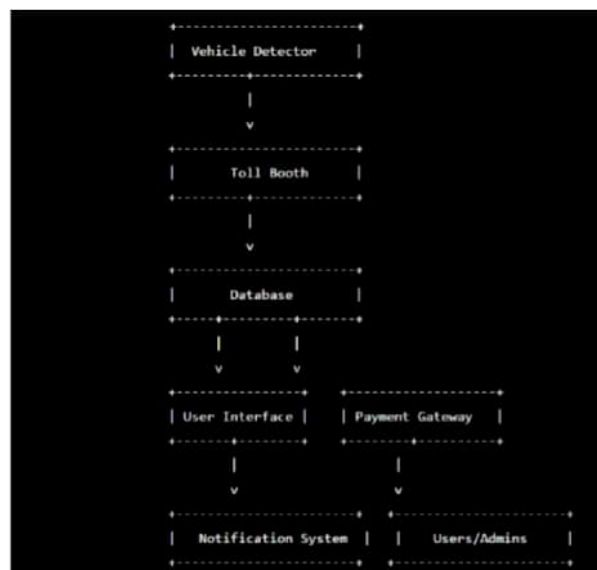 Vehicle Detector
Toll Booth
Database
User Interface
Payment Gateway
Notification System
Users/Admins